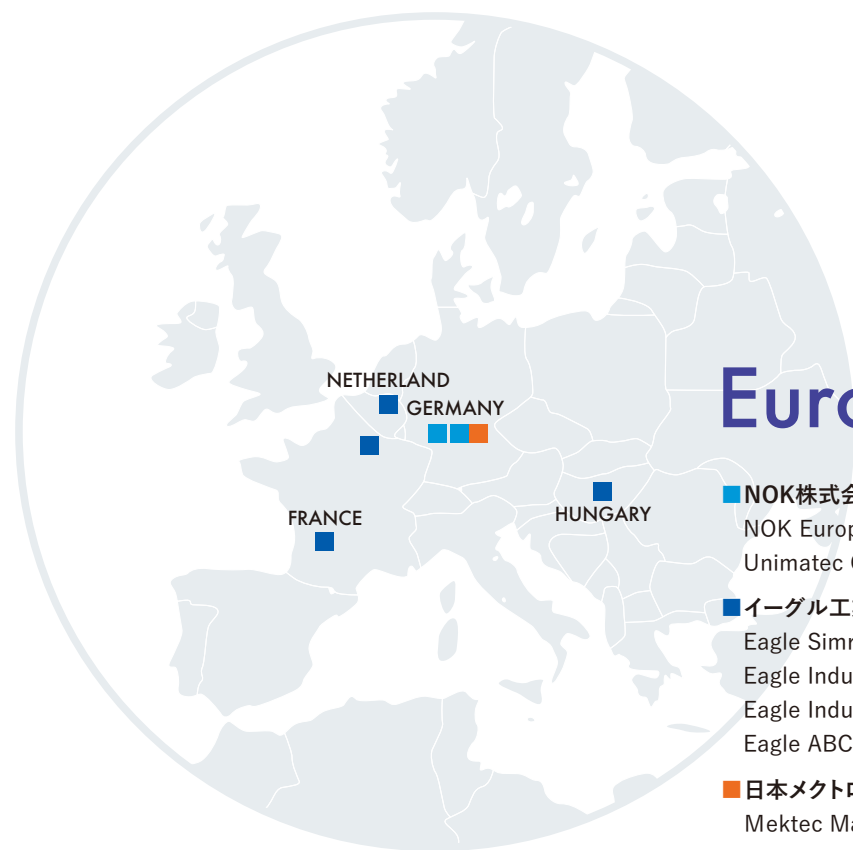 NETHERLAND
GERMANY
FRANCE
HUNGARY
Euro
NOK株式会
NOK Europ
Unimatec
イーグル工
Eagle Simr
Eagle Indu
Eagle Indu
Eagle ABC
日本メクトロ
Mektec Ma